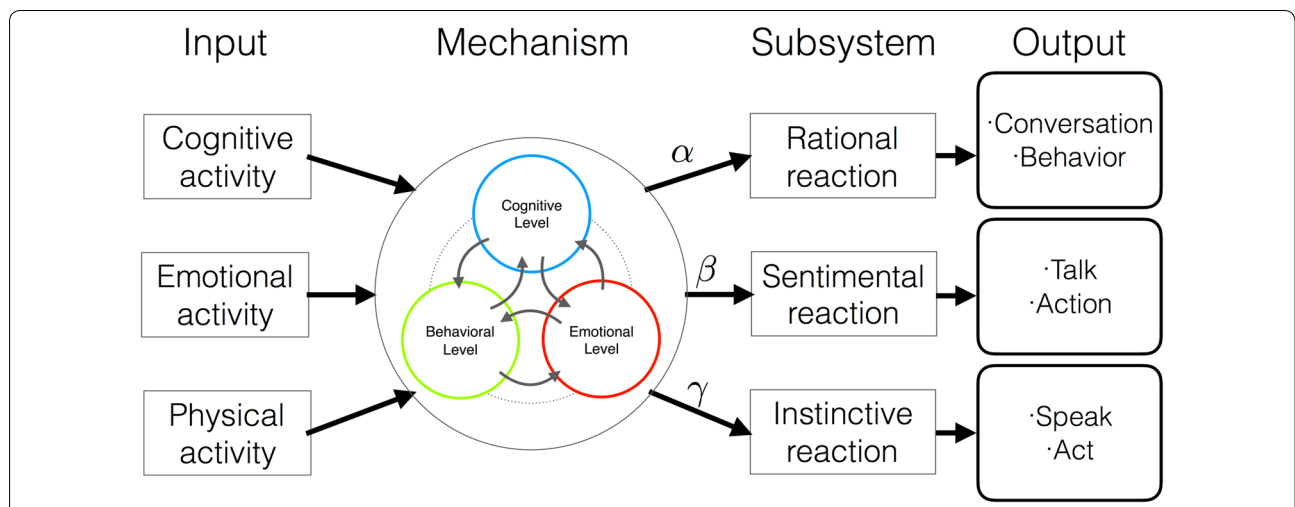 Input
Mechanism
Subsystem
Output
Cognitive
activity
Emotional
activity
Physical
activity
Cognitive
Level
Behavioral
Level
Emotional
Level
α
β
γ
Rational
reaction
Sentimental
reaction
Instinctive
reaction
·Conversation
·Behavior
·Talk
·Action
·Speak
·Act